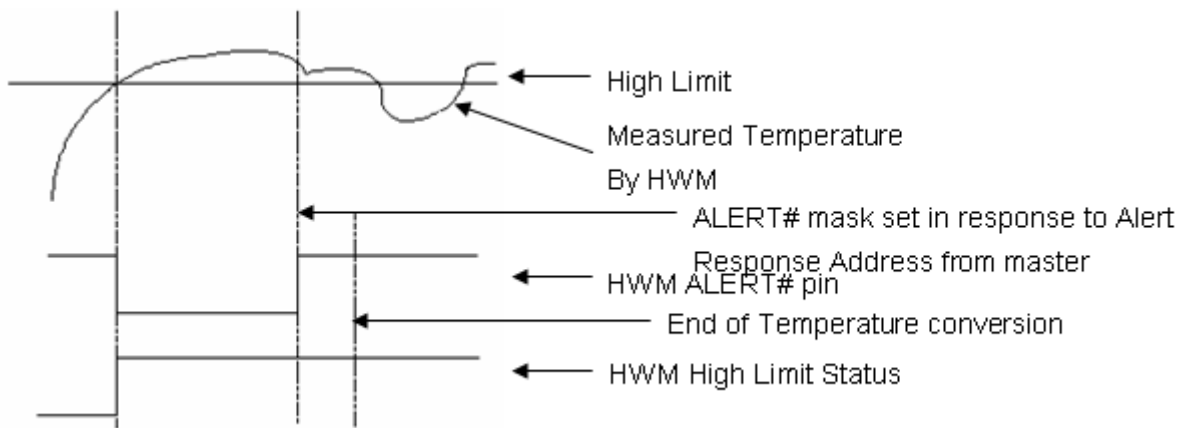 High Limit
Measured Temperature
By HWM
ALERT# mask set in response to Alert
Response Address from master
HWM ALERT# pin
End of Temperature conversion
HWM High Limit Status